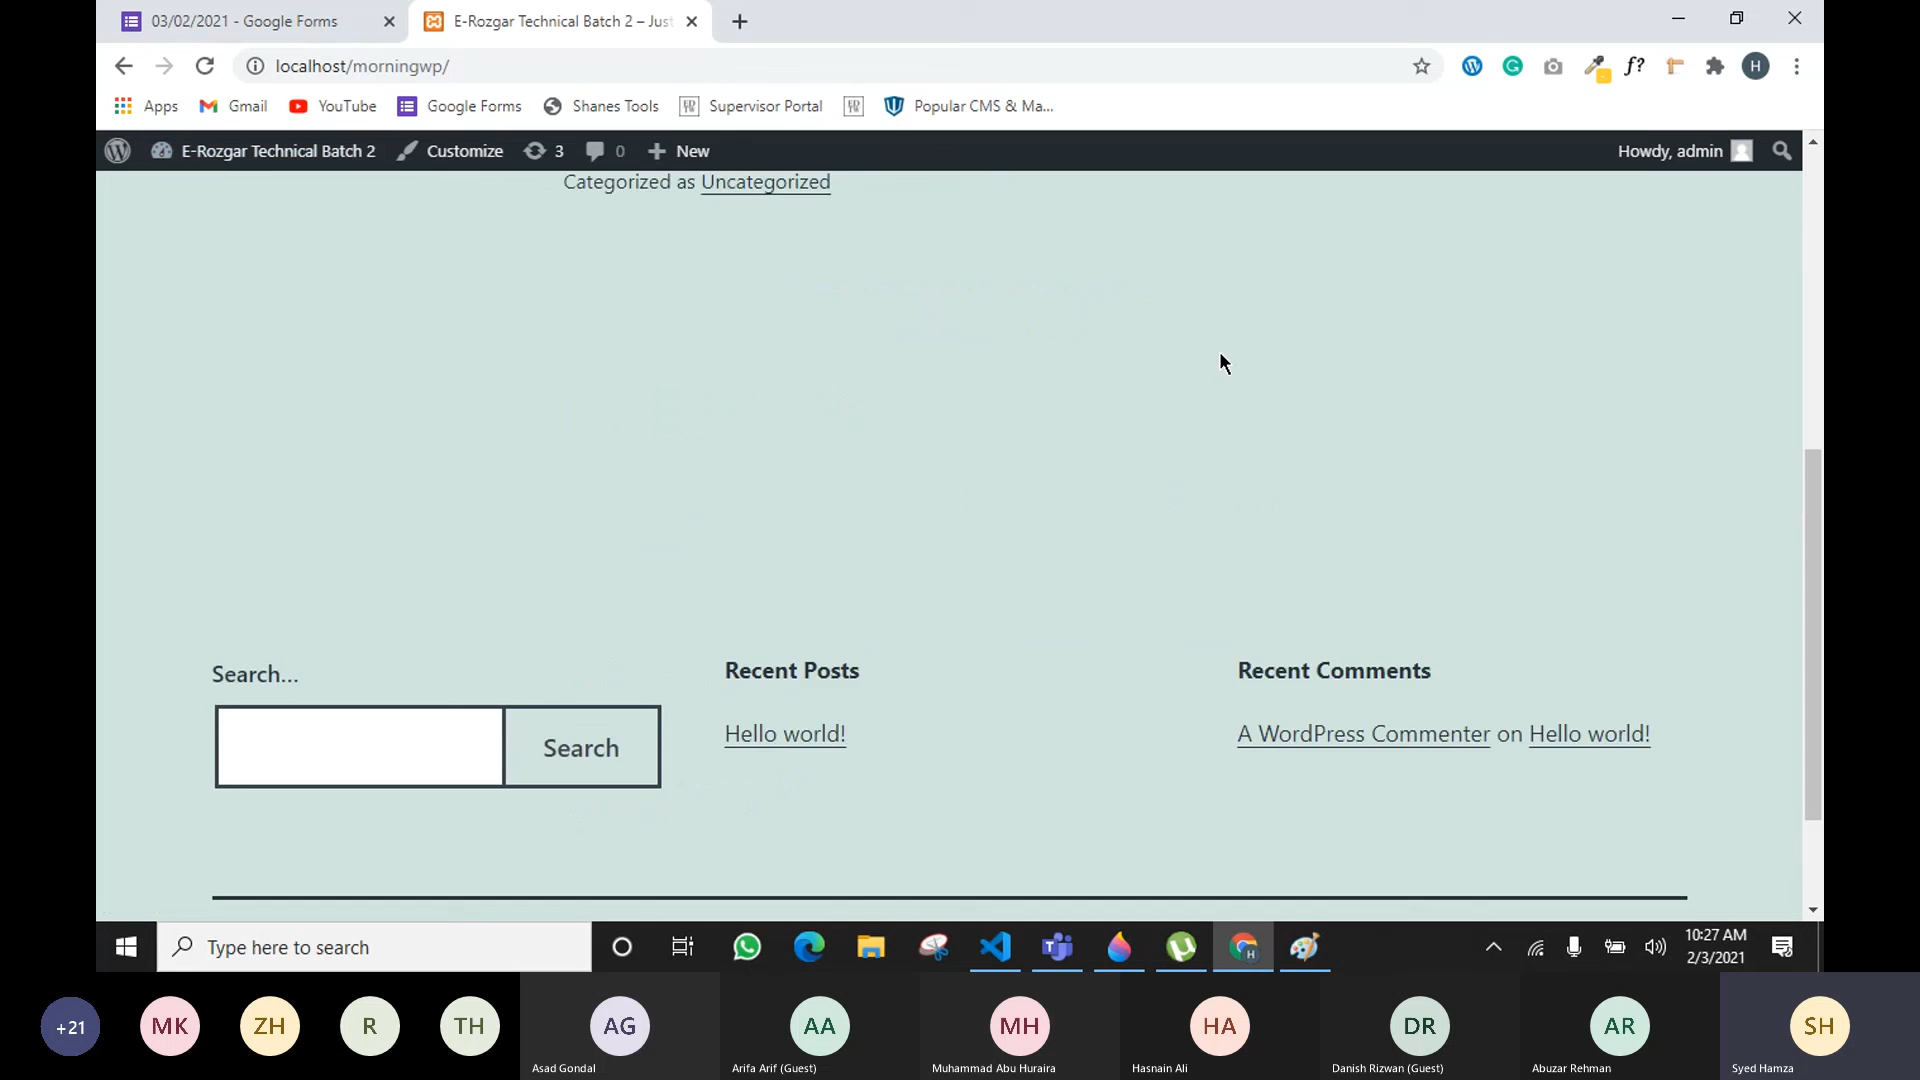 03/02/2021 - Google Forms
E-Rozgar Technical Batch 2 – Just
localhost/morningwp/
f?
H
Apps
Gmail
YouTube
Google Forms
Shanes Tools
Supervisor Portal
Popular CMS & Ma...
E-Rozgar Technical Batch 2
Customize
3
0
New
Howdy, admin
Categorized as Uncategorized
Search...
Search
Recent Posts
Hello world!
Recent Comments
A WordPress Commenter on Hello world!
Type here to search
10:27 AM
2/3/2021
+21
MK
ZH
R
TH
AG
Asad Gondal
AA
Arifa Arif (Guest)
MH
Muhammad Abu Huraira
HA
Hasnain Ali
DR
Danish Rizwan (Guest)
AR
Abuzar Rehman
SH
Syed Hamza